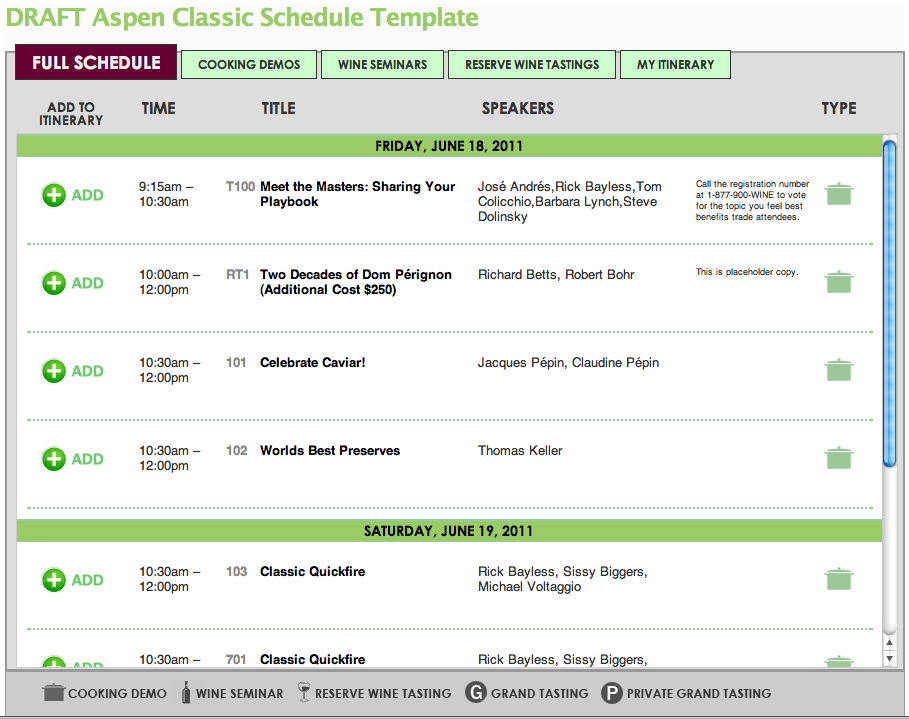 DRAFT Aspen Classic Schedule Template
FULL SCHEDULE
COOKING DEMOS
WINE SEMINARS
RESERVE WINE TASTINGS
MY ITINERARY
ADD TO
ITINERARY
TIME
TITLE
SPEAKERS
TYPE
FRIDAY, JUNE 18, 2011
ADD
9:15am –
10:30am
T100 Meet the Masters: Sharing Your
Playbook
José Andrés,Rick Bayless,Tom
Colicchio,Barbara Lynch,Steve
Dolinsky
Call the registration number
at 1-877-900-WINE to vote
for the topic you feel best
benefits trade attendees.
ADD
10:00am –
12:00pm
RT1 Two Decades of Dom Pérignon
(Additional Cost $250)
Richard Betts, Robert Bohr
This is placeholder copy.
ADD
10:30am –
12:00pm
101 Celebrate Caviar!
Jacques Pépin, Claudine Pépin
ADD
10:30am –
12:00pm
102 Worlds Best Preserves
Thomas Keller
SATURDAY, JUNE 19, 2011
ADD
10:30am –
12:00pm
103 Classic Quickfire
Rick Bayless, Sissy Biggers,
Michael Voltaggio
ADD
10:30am –
701 Classic Quickfire
Rick Bayless, Sissy Biggers,
COOKING DEMO
WINE SEMINAR
RESERVE WINE TASTING
G GRAND TASTING
P PRIVATE GRAND TASTING